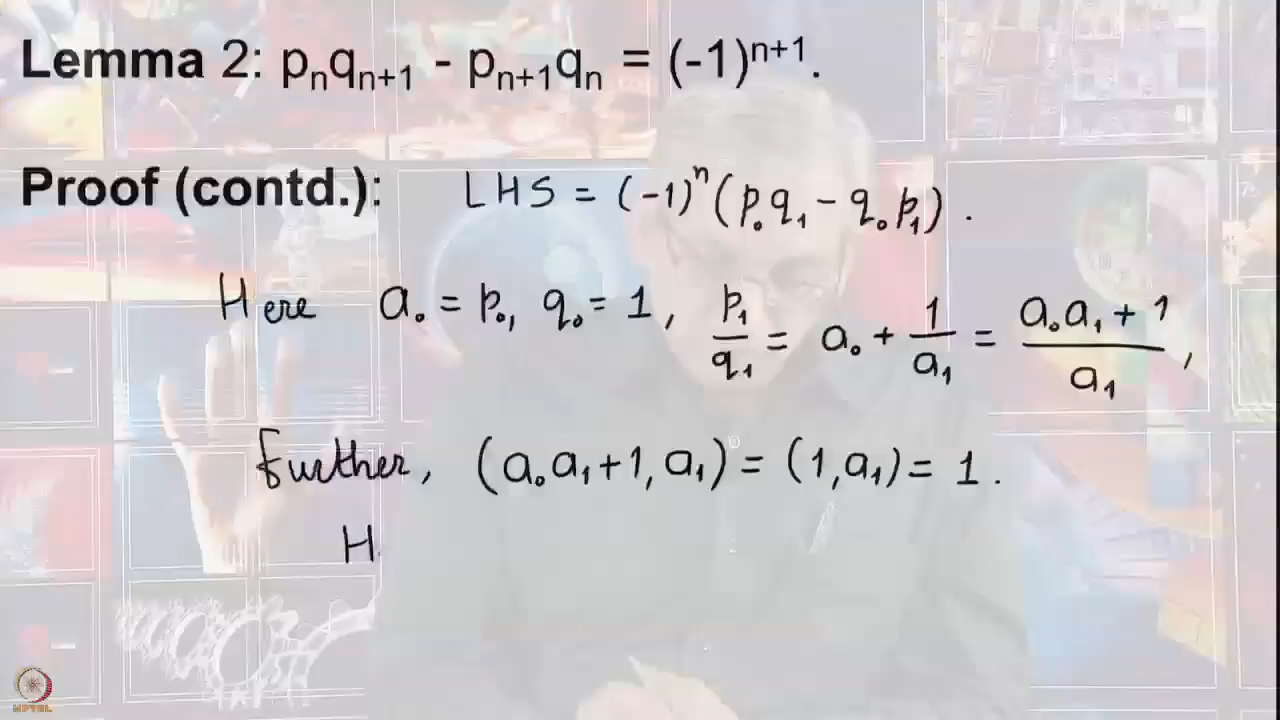 Lemma 2: pₙqₙ₊₁ - pₙ₊₁qₙ = (-1)ⁿ⁺¹.
Proof (contd.): LHS = (-1)ⁿ(p₀q₁ - q₀p₁).
Here a₀ = p₀, q₀ = 1, p₁/q₁ = a₀ + 1/a₁ = (a₀a₁ + 1)/a₁,
Further, (a₀a₁+1, a₁) = (1, a₁) = 1.
H
NPTEL